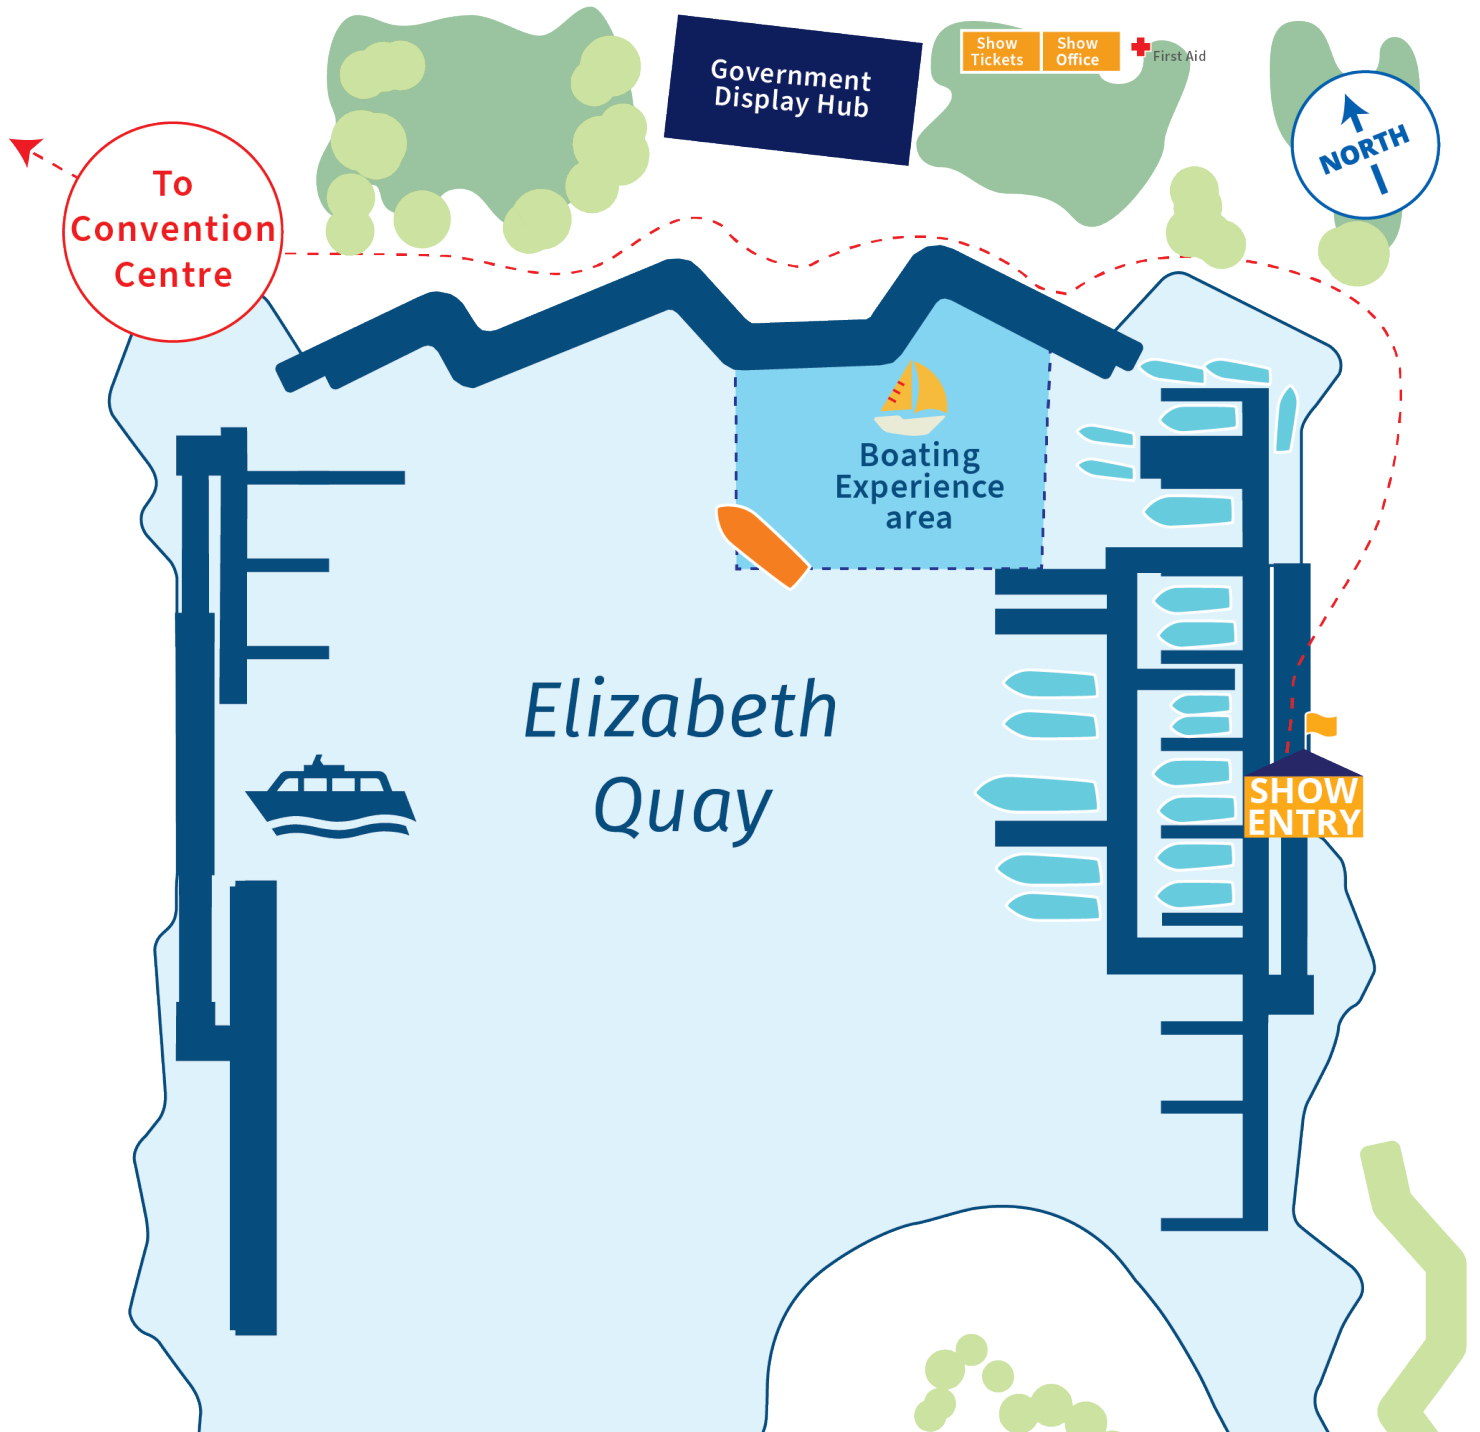 Government
Display Hub
Show
Tickets
Show
Office
First Aid
NORTH
To
Convention
Centre
Boating
Experience
area
Elizabeth
Quay
SHOW
ENTRY